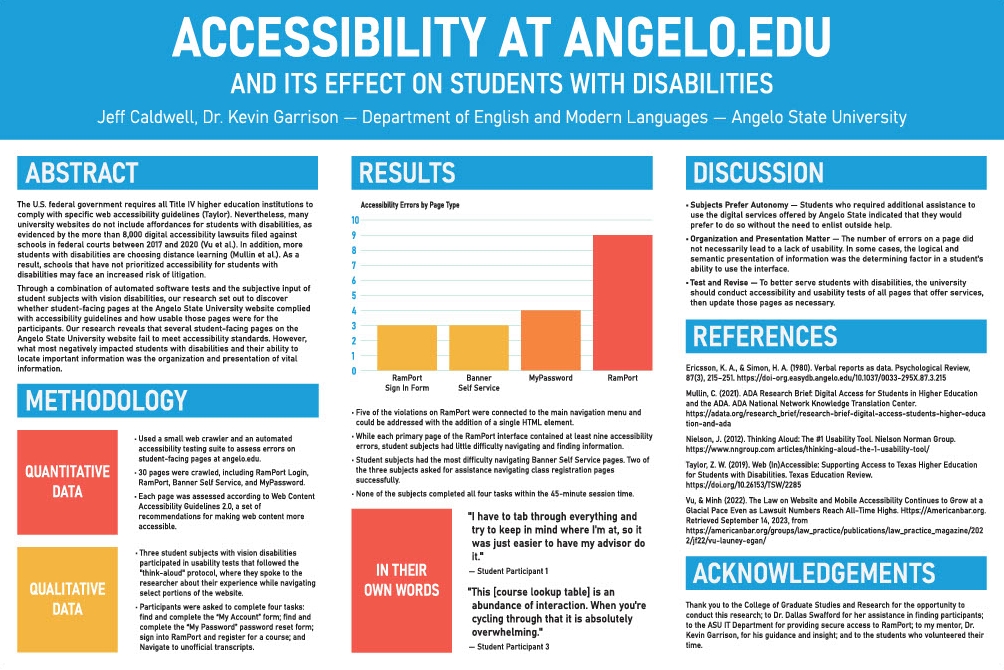 ACCESSIBILITY AT ANGELO.EDU
AND ITS EFFECT ON STUDENTS WITH DISABILITIES
Jeff Caldwell, Dr. Kevin Garrison — Department of English and Modern Languages — Angelo State University
ABSTRACT
The U.S. federal government requires all Title IV higher education institutions to
comply with specific web accessibility guidelines (Taylor). Nevertheless, many
university websites do not include affordances for students with disabilities, as
evidenced by the more than 8,000 digital accessibility lawsuits filed against
schools in federal courts between 2017 and 2020 (Vu et al.). In addition, more
students with disabilities are choosing distance learning (Mullin et al.). As a
result, schools that have not prioritized accessibility for students with
disabilities may face an increased risk of litigation.
Through a combination of automated software tests and the subjective input of
student subjects with vision disabilities, our research set out to discover
whether student-facing pages at the Angelo State University website complied
with accessibility guidelines and how usable those pages were for the
participants. Our research reveals that several student-facing pages on the
Angelo State University website fail to meet accessibility standards. However,
what most negatively impacted students with disabilities and their ability to
locate important information was the organization and presentation of vital
information.
METHODOLOGY
QUANTITATIVE
DATA
• Used a small web crawler and an automated
accessibility testing suite to assess errors on
student-facing pages at angelo.edu.
• 30 pages were crawled, including RamPort Login,
RamPort, Banner Self Service, and MyPassword.
• Each page was assessed according to Web Content
Accessibility Guidelines 2.0, a set of
recommendations for making web content more
accessible.
QUALITATIVE
DATA
• Three student subjects with vision disabilities
participated in usability tests that followed the
"think-aloud" protocol, where they spoke to the
researcher about their experience while navigating
select portions of the website.
• Participants were asked to complete four tasks:
find and complete the "My Account" form; find and
complete the "My Password" password reset form;
sign into RamPort and register for a course; and
Navigate to unofficial transcripts.
RESULTS
Accessibility Errors by Page Type
10
9
8
7
6
5
4
3
2
1
0
RamPort
Sign In Form
Banner
Self Service
MyPassword
RamPort
• Five of the violations on RamPort were connected to the main navigation menu and
could be addressed with the addition of a single HTML element.
• While each primary page of the RamPort interface contained at least nine accessibility
errors, student subjects had little difficulty navigating and finding information.
• Student subjects had the most difficulty navigating Banner Self Service pages. Two of
the three subjects asked for assistance navigating class registration pages
successfully.
• None of the subjects completed all four tasks within the 45-minute session time.
IN THEIR
OWN WORDS
"I have to tab through everything and
try to keep in mind where I'm at, so it
was just easier to have my advisor do
it."
— Student Participant 1
"This [course lookup table] is an
abundance of interaction. When you're
cycling through that it is absolutely
overwhelming."
— Student Participant 3
DISCUSSION
• Subjects Prefer Autonomy — Students who required additional assistance to
use the digital services offered by Angelo State indicated that they would
prefer to do so without the need to enlist outside help.
• Organization and Presentation Matter — The number of errors on a page did
not necessarily lead to a lack of usability. In some cases, the logical and
semantic presentation of information was the determining factor in a student's
ability to use the interface.
• Test and Revise — To better serve students with disabilities, the university
should conduct accessibility and usability tests of all pages that offer services,
then update those pages as necessary.
REFERENCES
Ericsson, K. A., & Simon, H. A. (1980). Verbal reports as data. Psychological Review,
87(3), 215–251. https://doi-org.easydb.angelo.edu/10.1037/0033-295X.87.3.215
Mullin, C. (2021). ADA Research Brief: Digital Access for Students in Higher Education
and the ADA. ADA National Network Knowledge Translation Center.
https://adata.org/research_brief/research-brief-digital-access-students-higher-educa
tion-and-ada
Nielson, J. (2012). Thinking Aloud: The #1 Usability Tool. Nielsen Norman Group.
https://www.nngroup.com articles/thinking-aloud-the-1-usability-tool/
Taylor, Z. W. (2019). Web (In)Accessible: Supporting Access to Texas Higher Education
for Students with Disabilities. Texas Education Review.
https://doi.org/10.26153/TSW/2285
Vu, & Minh (2022). The Law on Website and Mobile Accessibility Continues to Grow at a
Glacial Pace Even as Lawsuit Numbers Reach All-Time Highs. Https://Americanbar.org.
Retrieved September 14, 2023, from
https://americanbar.org/groups/law_practice/publications/law_practice_magazine/202
2/jf22/vu-launey-egan/
ACKNOWLEDGEMENTS
Thank you to the College of Graduate Studies and Research for the opportunity to
conduct this research; to Dr. Dallas Swafford for her assistance in finding participants;
to the ASU IT Department for providing secure access to RamPort; to my mentor, Dr.
Kevin Garrison, for his guidance and insight; and to the students who volunteered their
time.